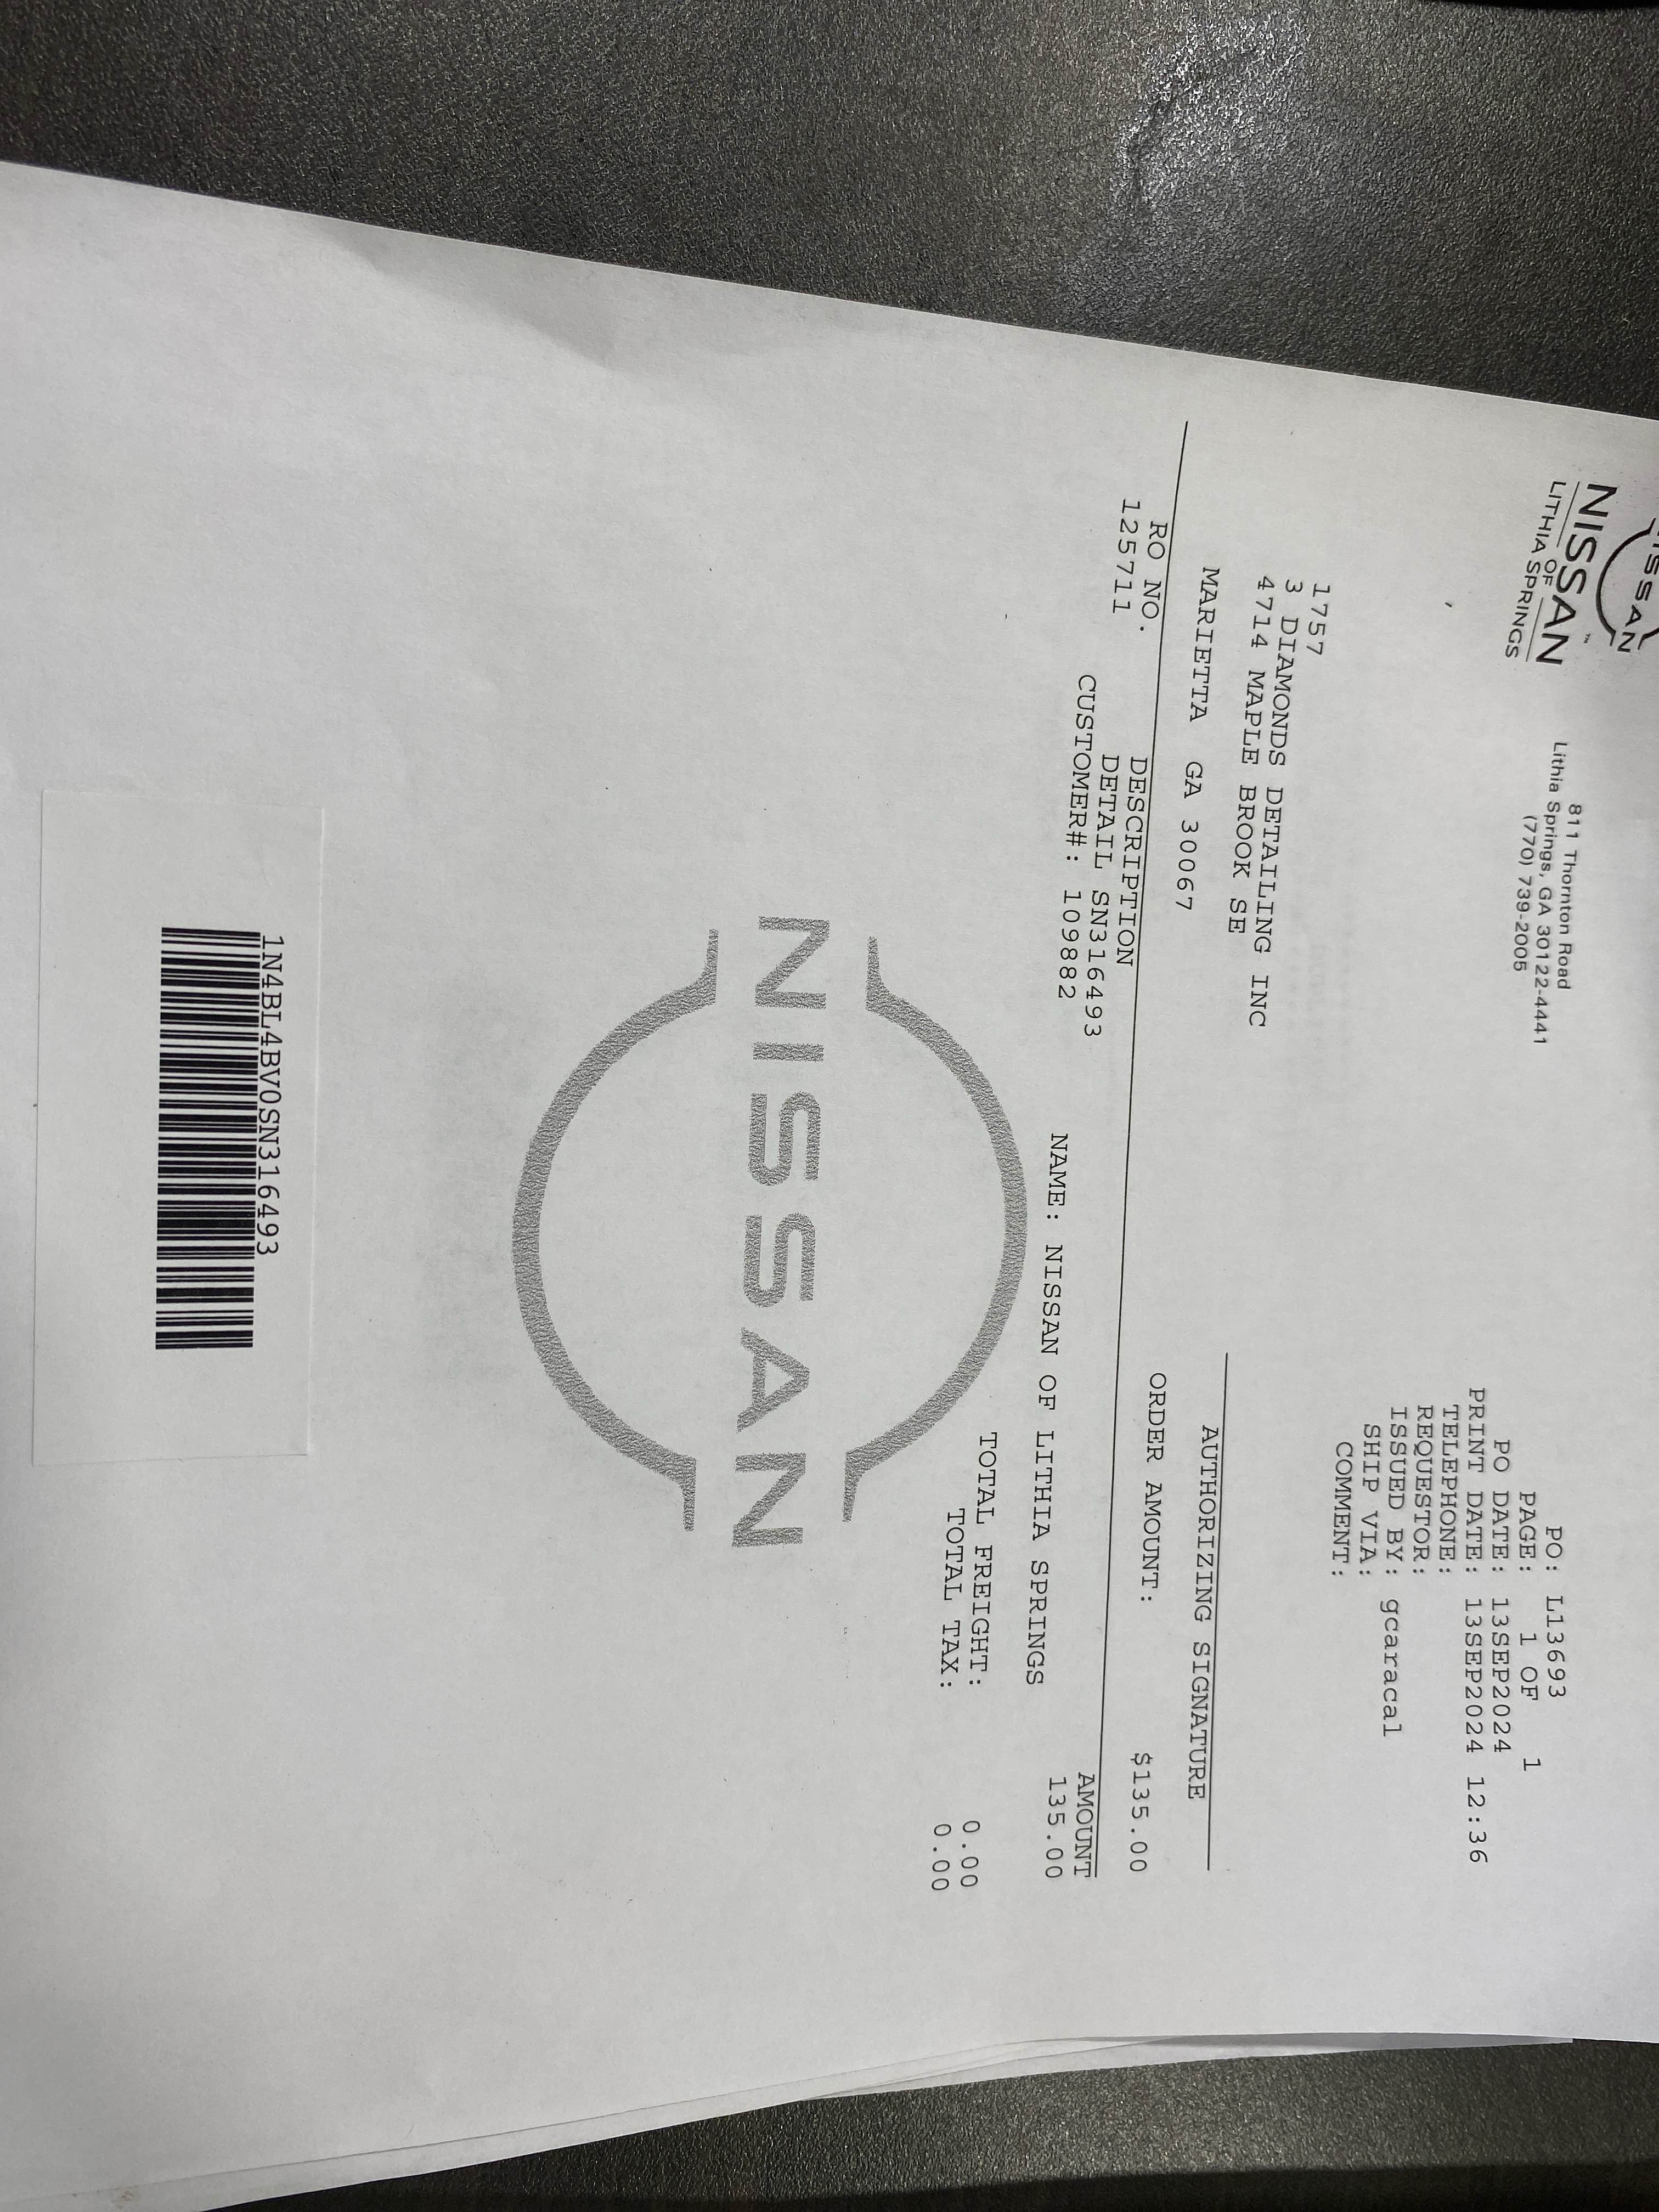 NISSAN
NISSAN
OF
LITHIA SPRINGS
™
811 Thornton Road
Lithia Springs, GA 30122-4441
(770) 739-2005
PO: L13693
PAGE: 1 OF 1
PO DATE: 13SEP2024
PRINT DATE: 13SEP2024 12:36
TELEPHONE:
REQUESTOR:
ISSUED BY: gcaracal
SHIP VIA:
COMMENT:
1757
3 DIAMONDS DETAILING INC
4714 MAPLE BROOK SE
MARIETTA GA 30067
AUTHORIZING SIGNATURE
ORDER AMOUNT: $135.00
RO NO. DESCRIPTION AMOUNT
125711 DETAIL SN316493 135.00
CUSTOMER#: 109882 NAME: NISSAN OF LITHIA SPRINGS
TOTAL FREIGHT: 0.00
TOTAL TAX: 0.00
NISSAN
1N4BL4BV0SN316493